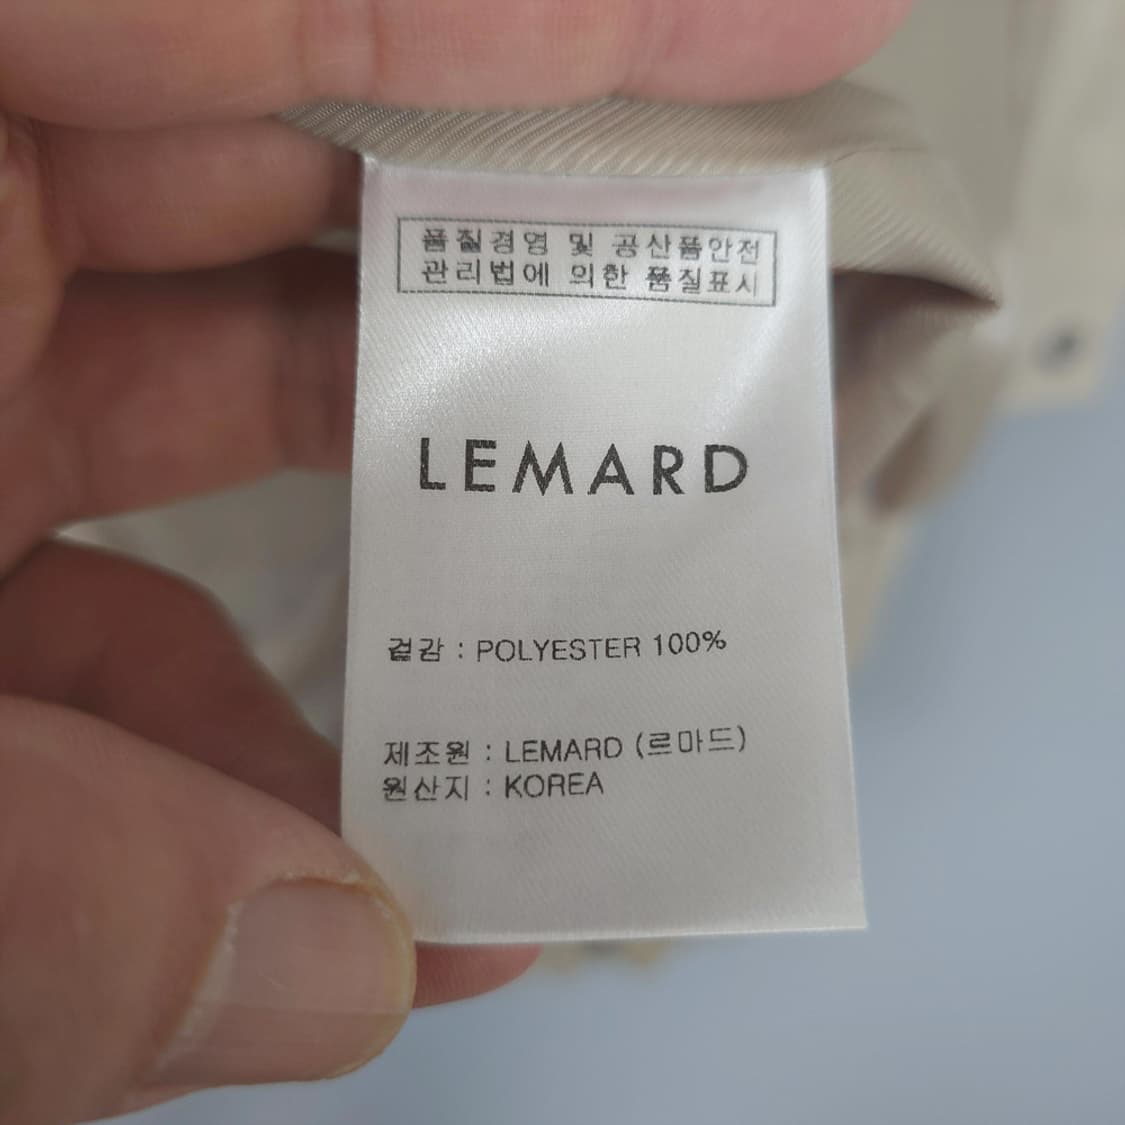 품질경영 및 공산품안전
관리법에 의한 품질표시
LEMARD
겉감 : POLYESTER 100%
제조원 : LEMARD (르마드)
원산지 : KOREA